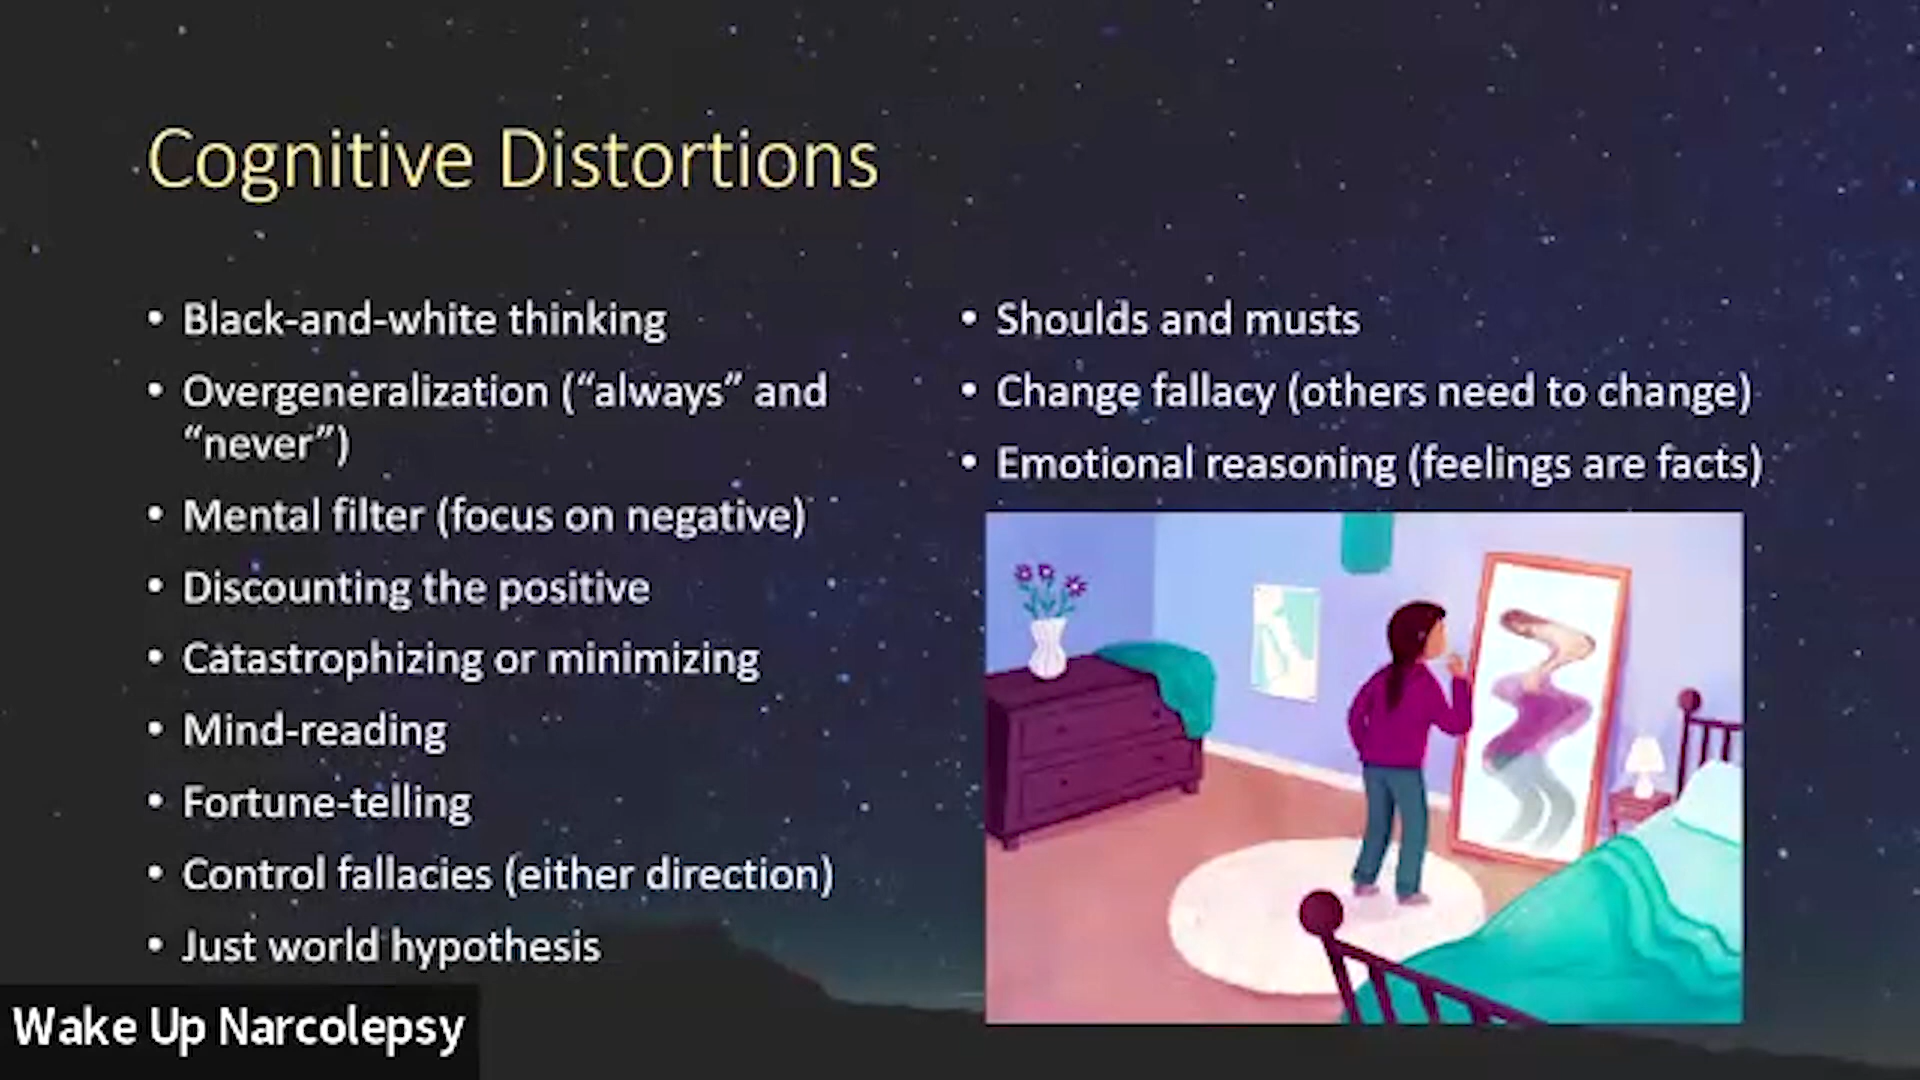 Cognitive Distortions
• Black-and-white thinking
• Overgeneralization (“always” and
“never”)
• Mental filter (focus on negative)
• Discounting the positive
• Catastrophizing or minimizing
• Mind-reading
• Fortune-telling
• Control fallacies (either direction)
• Just world hypothesis
• Shoulds and musts
• Change fallacy (others need to change)
• Emotional reasoning (feelings are facts)
Wake Up Narcolepsy